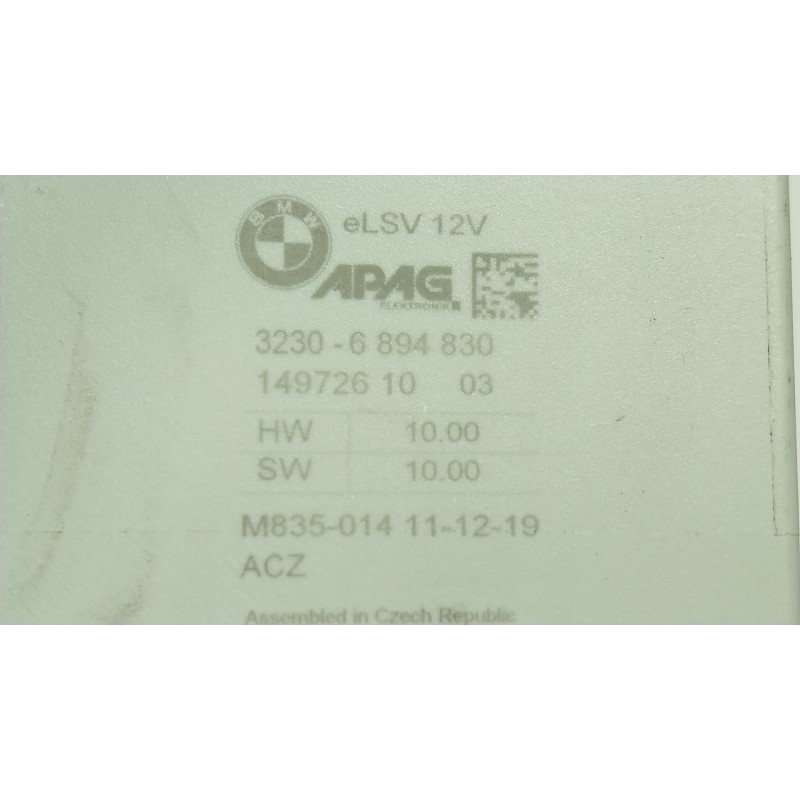 BMW
eLSV 12V
APAG
ELEKTRONIK
3230 - 6 894 830
149726 10 03
HW 10.00
SW 10.00
M835-014 11-12-19
ACZ
Assembled in Czech Republic